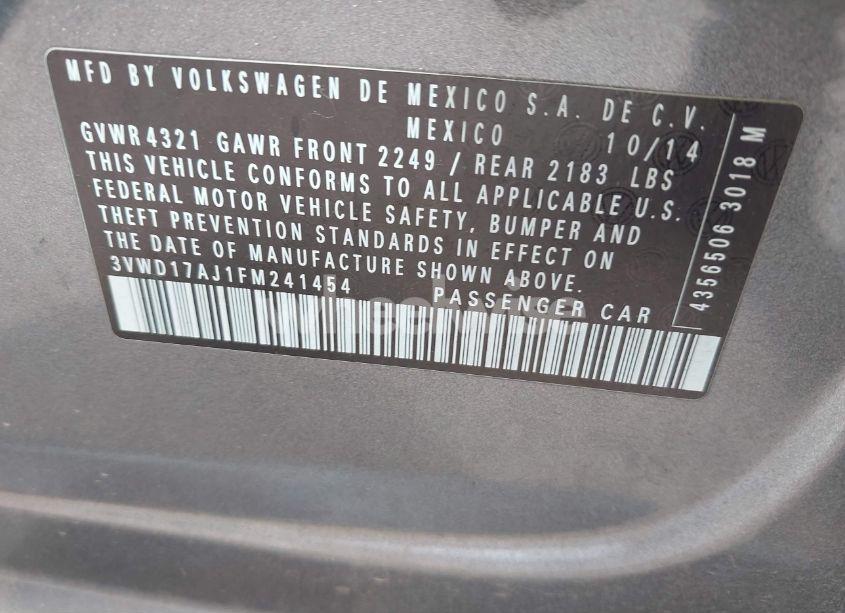 MFD BY VOLKSWAGEN DE MEXICO S.A. DE C.V.
MEXICO 10/14
GVWR 4321 GAWR FRONT 2249 / REAR 2183 LBS
THIS VEHICLE CONFORMS TO ALL APPLICABLE U.S.
FEDERAL MOTOR VEHICLE SAFETY, BUMPER AND
THEFT PREVENTION STANDARDS IN EFFECT ON
THE DATE OF MANUFACTURE SHOWN ABOVE.
3VWD17AJ1FM241454 PASSENGER CAR
4356506 3018 M